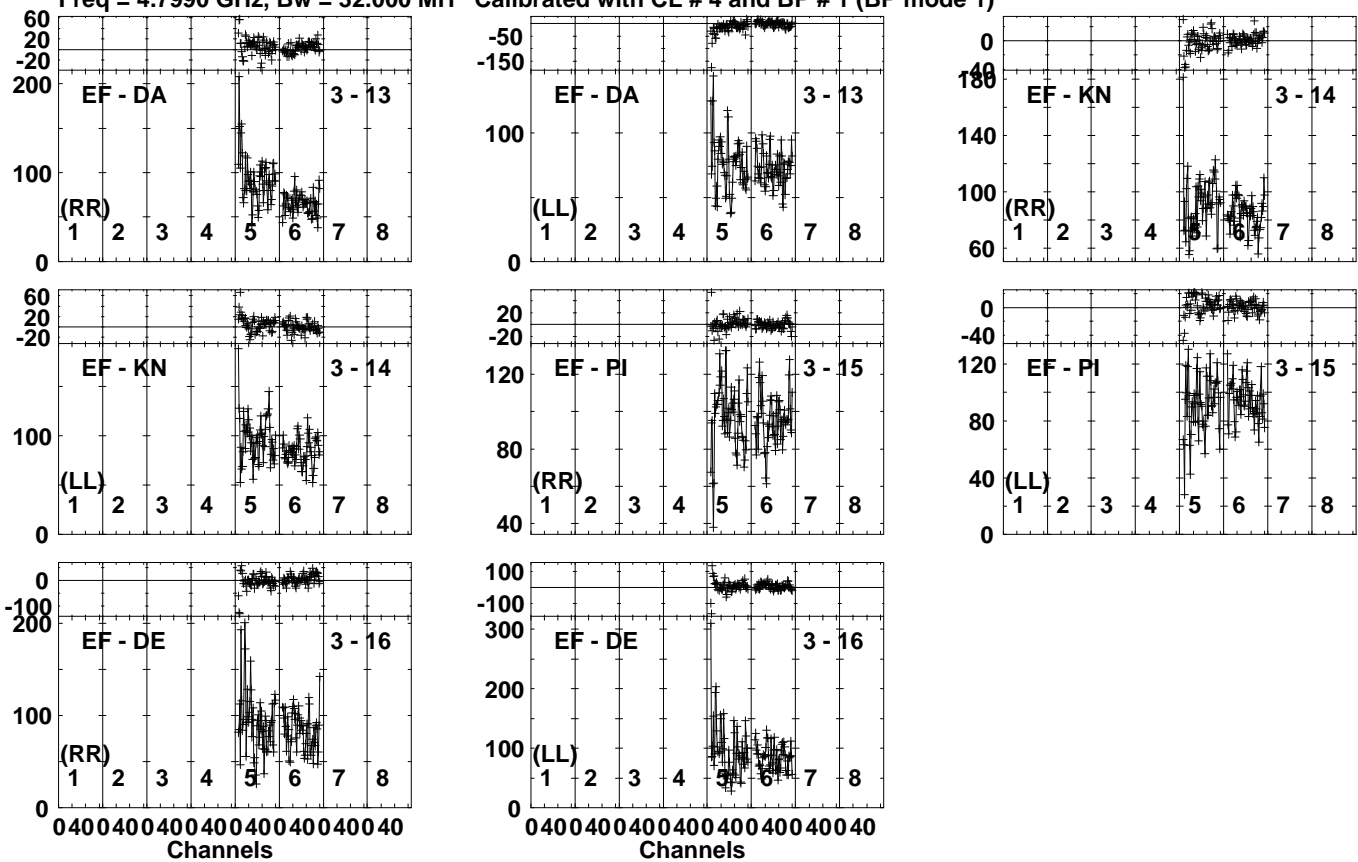 Freq = 4.7990 GHz, Bw = 32.000 MH Calibrated with CL # 4 and BP # 1 (BP mode 1)
60
20
-20
200
100
0
EF - DA 3 - 13
(RR)
1 2 3 4 5 6 7 8
-50
-150
100
0
EF - DA 3 - 13
(LL)
1 2 3 4 5 6 7 8
0
-40
180
140
100
60
EF - KN 3 - 14
(RR)
1 2 3 4 5 6 7 8
60
20
-20
100
0
EF - KN 3 - 14
(LL)
1 2 3 4 5 6 7 8
20
-20
120
80
40
EF - PI 3 - 15
(RR)
1 2 3 4 5 6 7 8
0
-40
120
80
40
0
EF - PI 3 - 15
(LL)
1 2 3 4 5 6 7 8
0
-100
200
100
0
EF - DE 3 - 16
(RR)
1 2 3 4 5 6 7 8
0 40 0 40 0 40 0 40 0 40 0 40 0 40 0 40
Channels
100
-100
300
200
100
0
EF - DE 3 - 16
(LL)
1 2 3 4 5 6 7 8
0 40 0 40 0 40 0 40 0 40 0 40 0 40 0 40
Channels